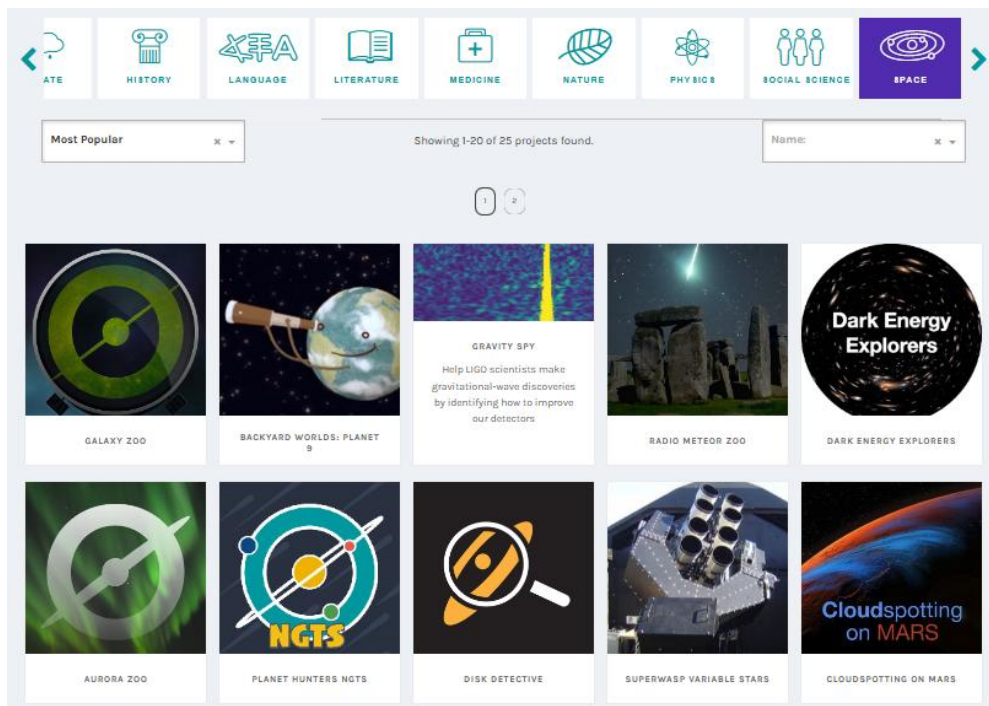 ATE
HISTORY
LANGUAGE
LITERATURE
MEDICINE
NATURE
PHYSICS
SOCIAL SCIENCE
SPACE
Most Popular x
Showing 1-20 of 25 projects found.
Name: x
1 2
Dark Energy
Explorers
GRAVITY SPY
Help LIGO scientists make
gravitational-wave discoveries
by identifying how to improve
our detectors
GALAXY ZOO
BACKYARD WORLDS: PLANET
9
RADIO METEOR ZOO
DARK ENERGY EXPLORERS
NGTS
Cloudspotting
on MARS
AURORA ZOO
PLANET HUNTERS NGTS
DISK DETECTIVE
SUPERWASP VARIABLE STARS
CLOUDSPOTTING ON MARS